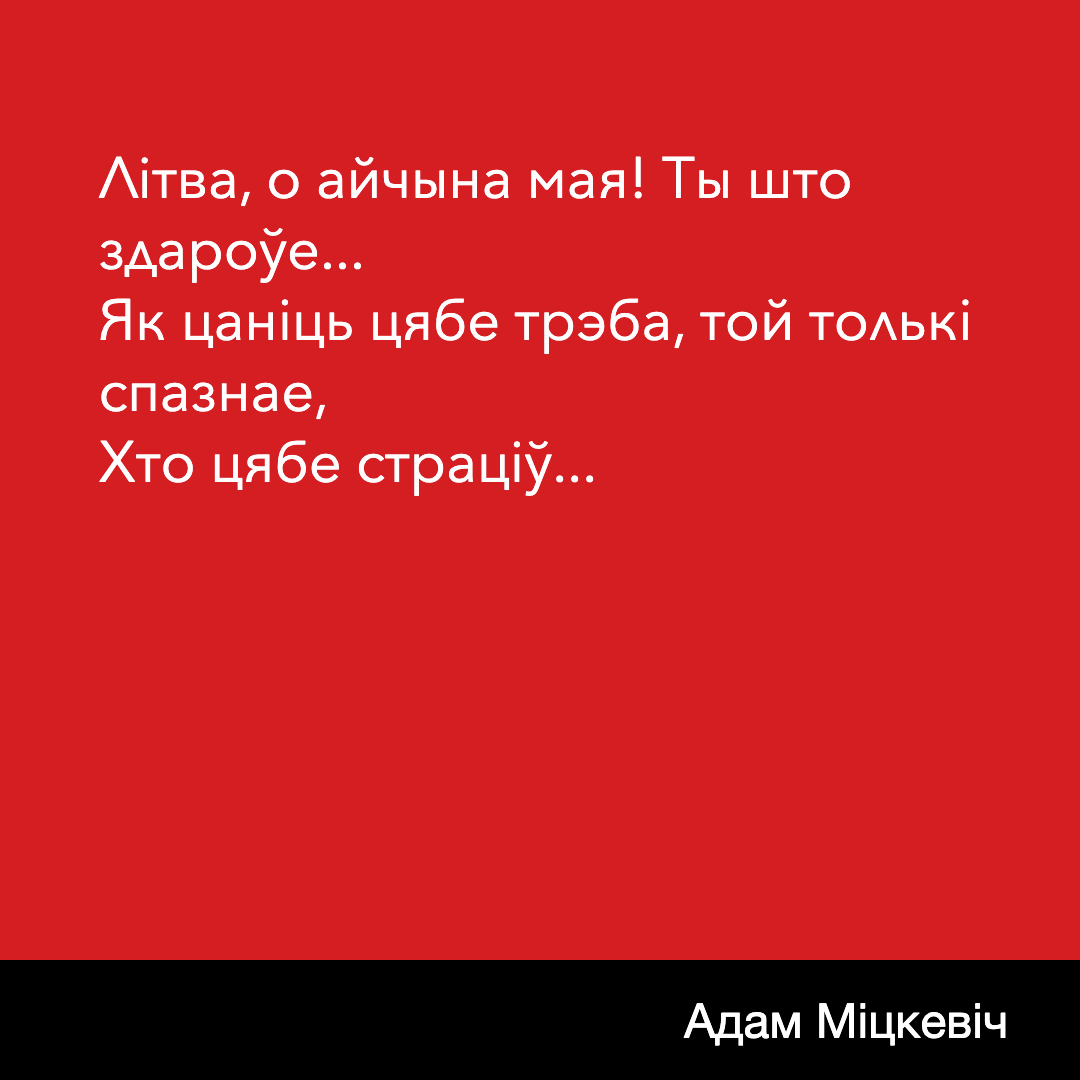 Літва, о айчына мая! Ты што
здароўе...
Як цаніць цябе трэба, той толькі
спазнае,
Хто цябе страціў...
Адам Міцкевіч